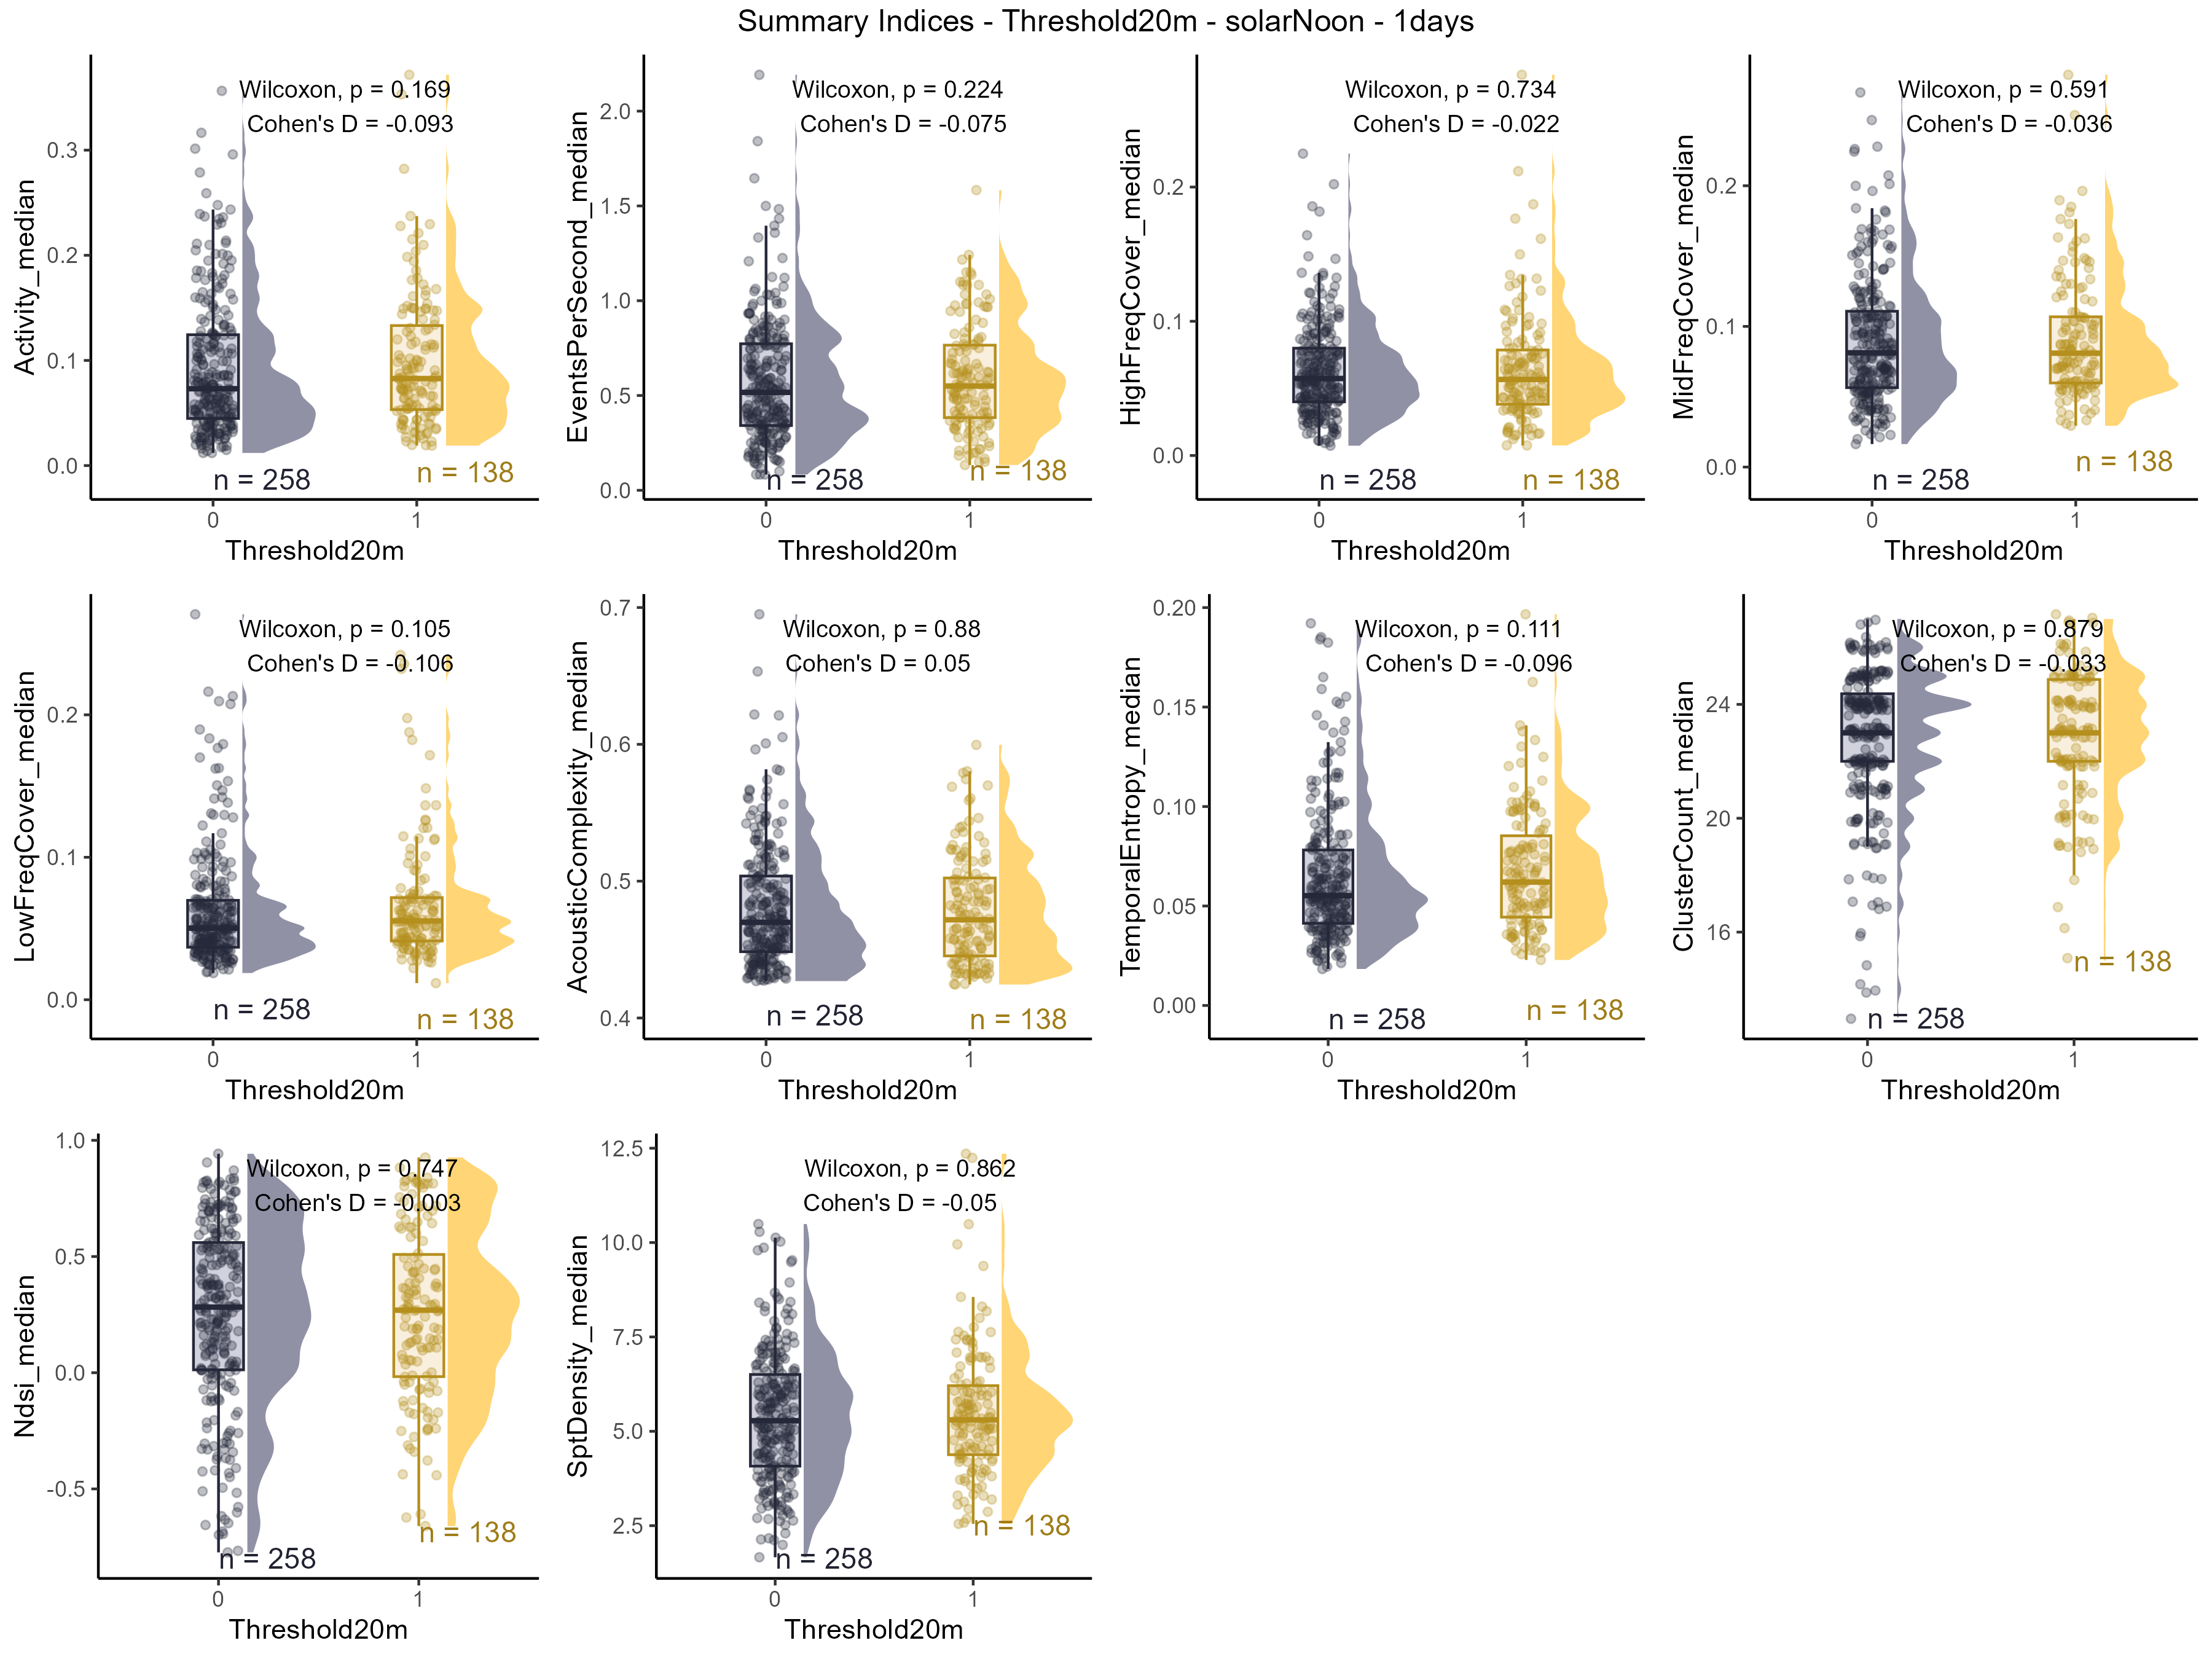 Summary Indices - Threshold20m - solarNoon - 1days
Activity_median
0.3
0.2
0.1
0.0
Wilcoxon, p = 0.169
Cohen's D = -0.093
n = 258
n = 138
0
1
Threshold20m
EventsPerSecond_median
2.0
1.5
1.0
0.5
0.0
Wilcoxon, p = 0.224
Cohen's D = -0.075
n = 258
n = 138
0
1
Threshold20m
HighFreqCover_median
0.2
0.1
0.0
Wilcoxon, p = 0.734
Cohen's D = -0.022
n = 258
n = 138
0
1
Threshold20m
MidFreqCover_median
0.2
0.1
0.0
Wilcoxon, p = 0.591
Cohen's D = -0.036
n = 258
n = 138
0
1
Threshold20m
LowFreqCover_median
0.2
0.1
0.0
Wilcoxon, p = 0.105
Cohen's D = -0.106
n = 258
n = 138
0
1
Threshold20m
AcousticComplexity_median
0.7
0.6
0.5
0.4
Wilcoxon, p = 0.88
Cohen's D = 0.05
n = 258
n = 138
0
1
Threshold20m
TemporalEntropy_median
0.20
0.15
0.10
0.05
0.00
Wilcoxon, p = 0.111
Cohen's D = -0.096
n = 258
n = 138
0
1
Threshold20m
ClusterCount_median
24
20
16
Wilcoxon, p = 0.879
Cohen's D = -0.033
n = 258
n = 138
0
1
Threshold20m
Ndsi_median
1.0
0.5
0.0
-0.5
Wilcoxon, p = 0.747
Cohen's D = -0.003
n = 258
n = 138
0
1
Threshold20m
SptDensity_median
12.5
10.0
7.5
5.0
2.5
Wilcoxon, p = 0.862
Cohen's D = -0.05
n = 258
n = 138
0
1
Threshold20m